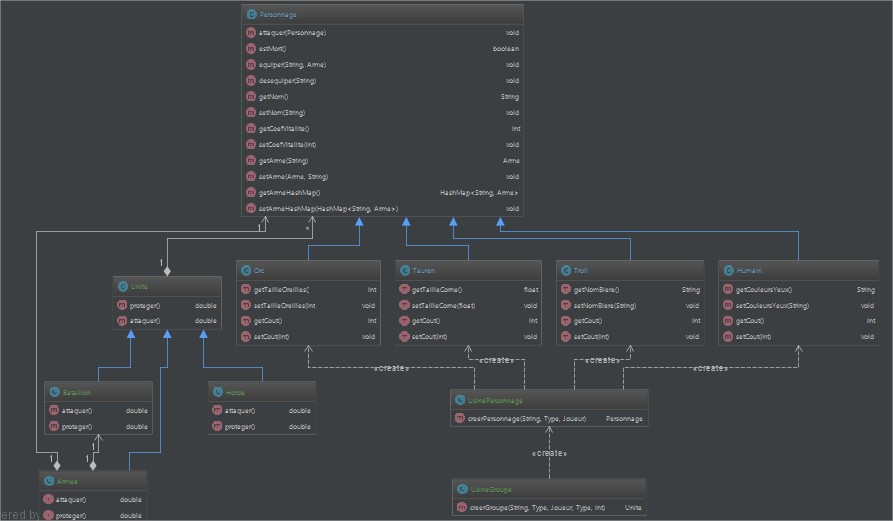 Personnage
attaquer(Personnage) void
estMort() boolean
equiper(String, Arme) void
desequiper(String) void
getNom() String
setNom(String) void
getCoefVitalite() int
setCoefVitalite(int) void
getArme(String) Arme
setArme(Arme, String) void
getArmeHashMap() HashMap<String, Arme>
setArmeHashMap(HashMap<String, Arme>) void
1
*
1
Unite
proteger() double
attaquer() double
Orc
getTailleOreilles( int
setTailleOreilles(int void
getCout() int
setCout(int) void
Tauren
getTailleCorne() float
setTailleCorne(float) void
getCout() int
setCout(int) void
Troll
getNomBiere() String
setNomBiere(String) void
getCout() int
setCout(int) void
Humain
getCouleursYeux() String
setCouleursYeux(String) void
getCout() int
setCout(int) void
«create»
«create»
«create»
«create»
Bataillon
attaquer() double
proteger() double
Horde
attaquer() double
proteger() double
UsinePersonnage
creerPersonnage(String, Type, Joueur) Personnage
1
1
1
«create»
Armee
attaquer() double
proteger() double
UsineGroupe
creerGroupe(String, Type, Joueur, Type, int) Unite
ered by